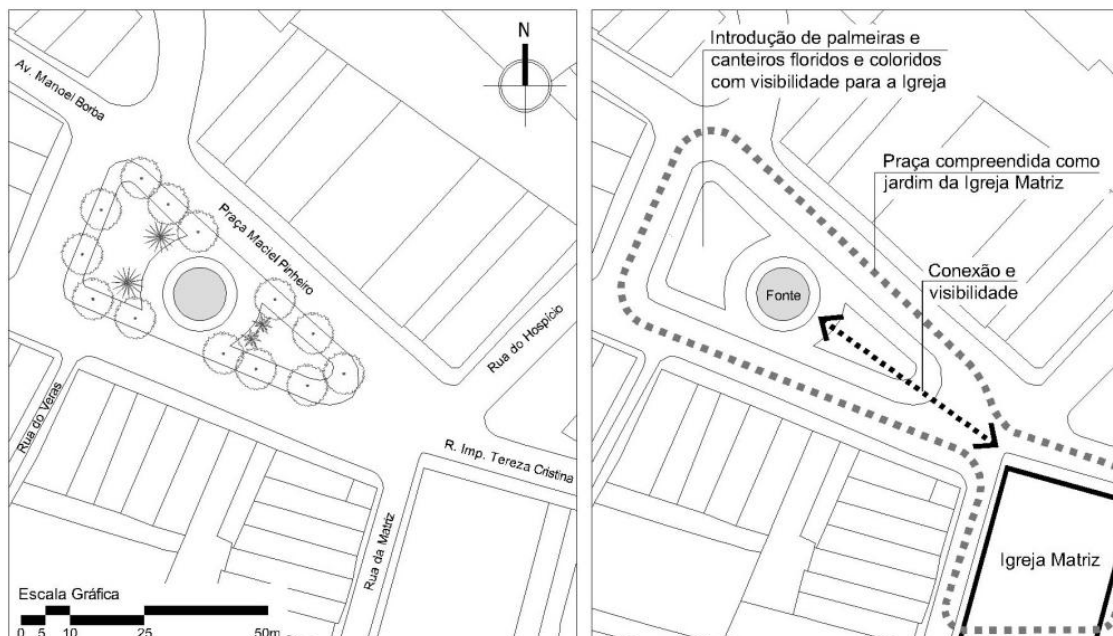 Av. Manoel Borba
N
Praça Maciel Pinheiro
Rua do Hospício
Rua do Veras
R. Imp. Tereza Cristina
Rua da Matriz
Escala Gráfica
0 5 10 25 50m
Introdução de palmeiras e
canteiros floridos e coloridos
com visibilidade para a Igreja
Praça compreendida como
jardim da Igreja Matriz
Conexão e
visibilidade
Fonte
Igreja Matriz